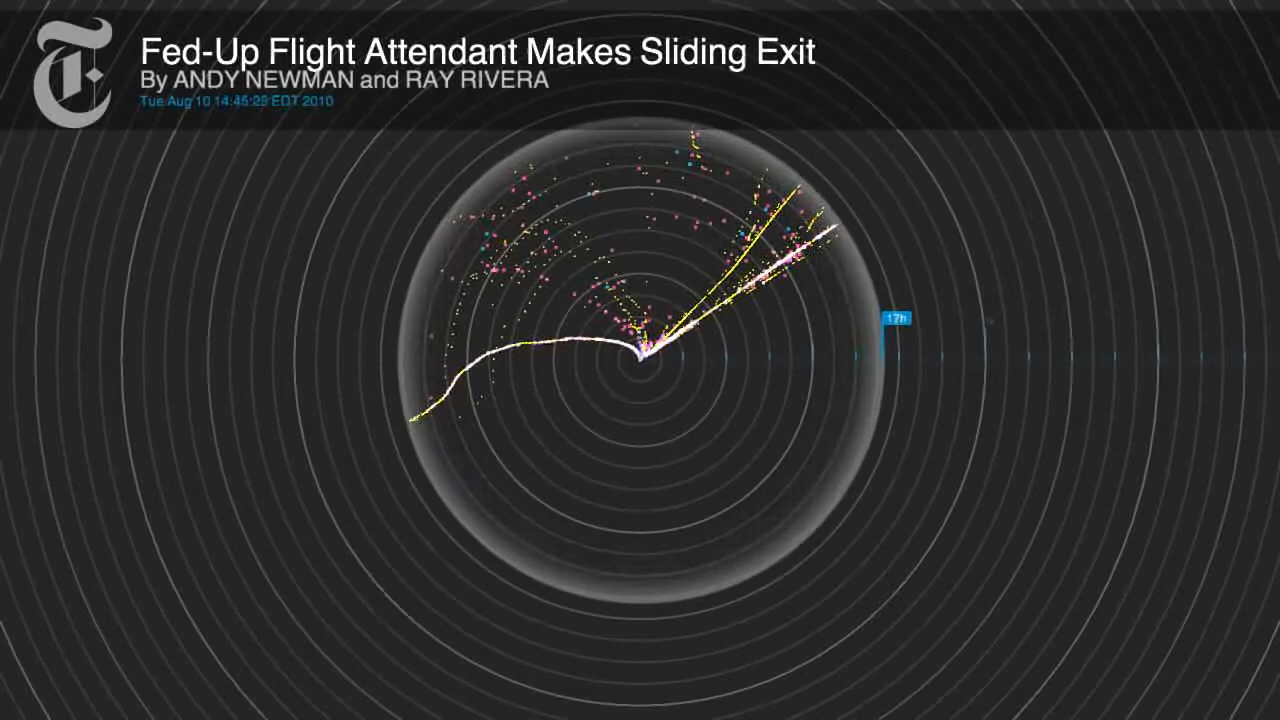 Fed-Up Flight Attendant Makes Sliding Exit
By ANDY NEWMAN and RAY RIVERA
Tue Aug 10 14:45:29 EDT 2010
17h